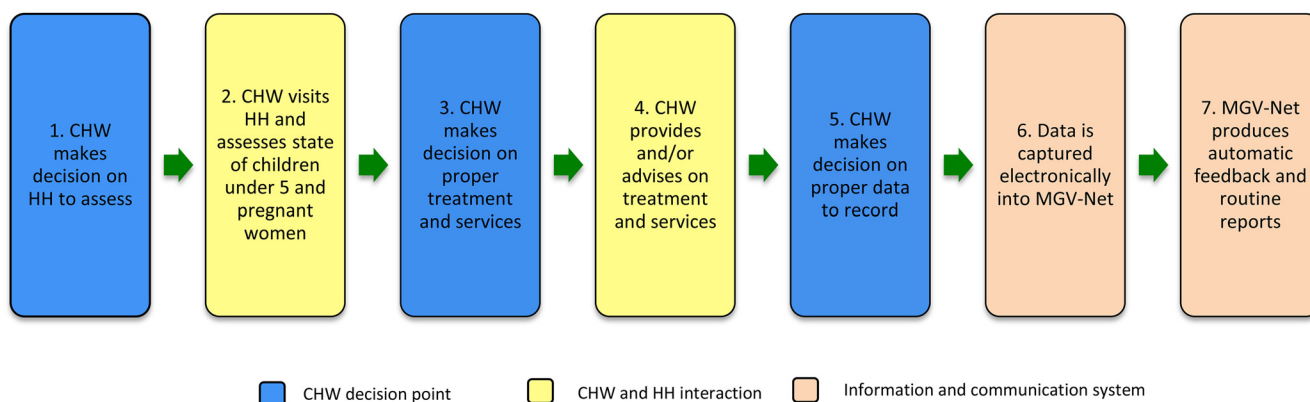 1. CHW
makes
decision on
HH to assess
2. CHW visits
HH and
assesses state
of children
under 5 and
pregnant
women
3. CHW
makes
decision on
proper
treatment
and services
4. CHW
provides
and/or
advises on
treatment
and services
5. CHW
makes
decision on
proper data
to record
6. Data is
captured
electronically
into MGV-Net
7. MGV-Net
produces
automatic
feedback and
routine
reports
CHW decision point
CHW and HH interaction
Information and communication system